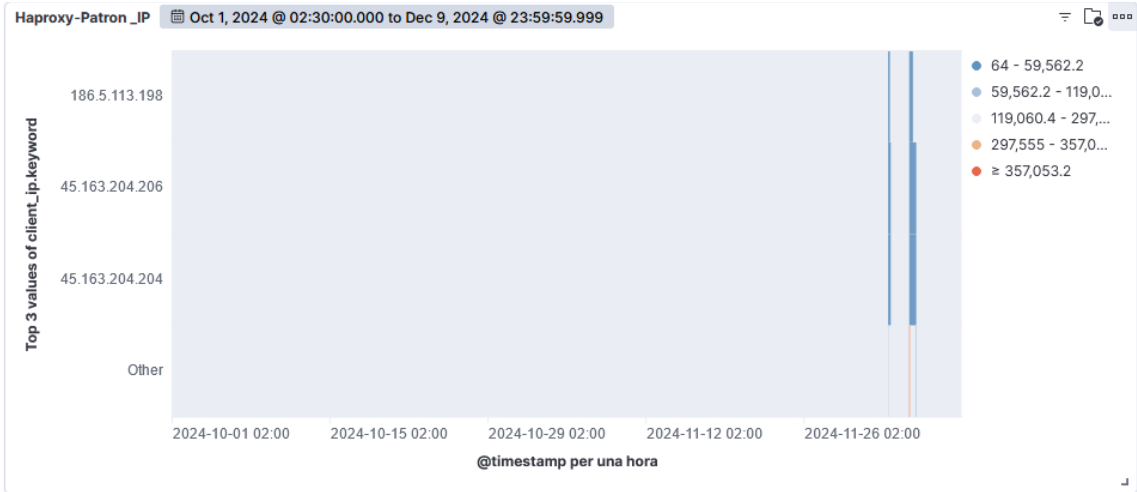 Haproxy-Patron _IP Oct 1, 2024 @ 02:30:00.000 to Dec 9, 2024 @ 23:59:59.999
Top 3 values of client_ip.keyword
186.5.113.198
45.163.204.206
45.163.204.204
Other
2024-10-01 02:00 2024-10-15 02:00 2024-10-29 02:00 2024-11-12 02:00 2024-11-26 02:00
@timestamp per una hora
64 - 59,562.2
59,562.2 - 119,0...
119,060.4 - 297,...
297,555 - 357,0...
≥ 357,053.2